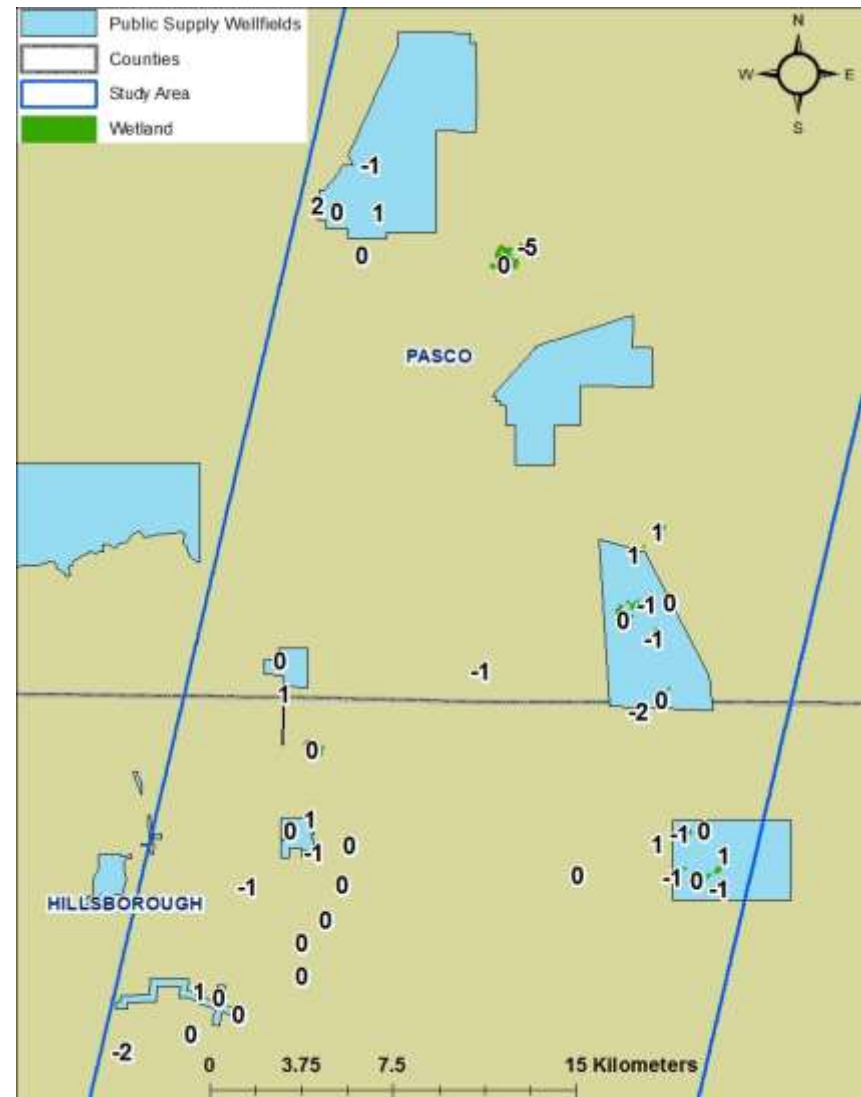 Public Supply Wellfields
Counties
Study Area
Wetland
N
W E
S
-1
2 0 1
0
-5
0
PASCO
1
1
-1 0
0
-1
0
-1
1
0
-2
0
1
0
-1
0
1 -1 0
1
-1 0 -1
0
-1
0
HILLSBOROUGH
0
0
0
1 0
0
0
-2
0 3.75 7.5 15 Kilometers